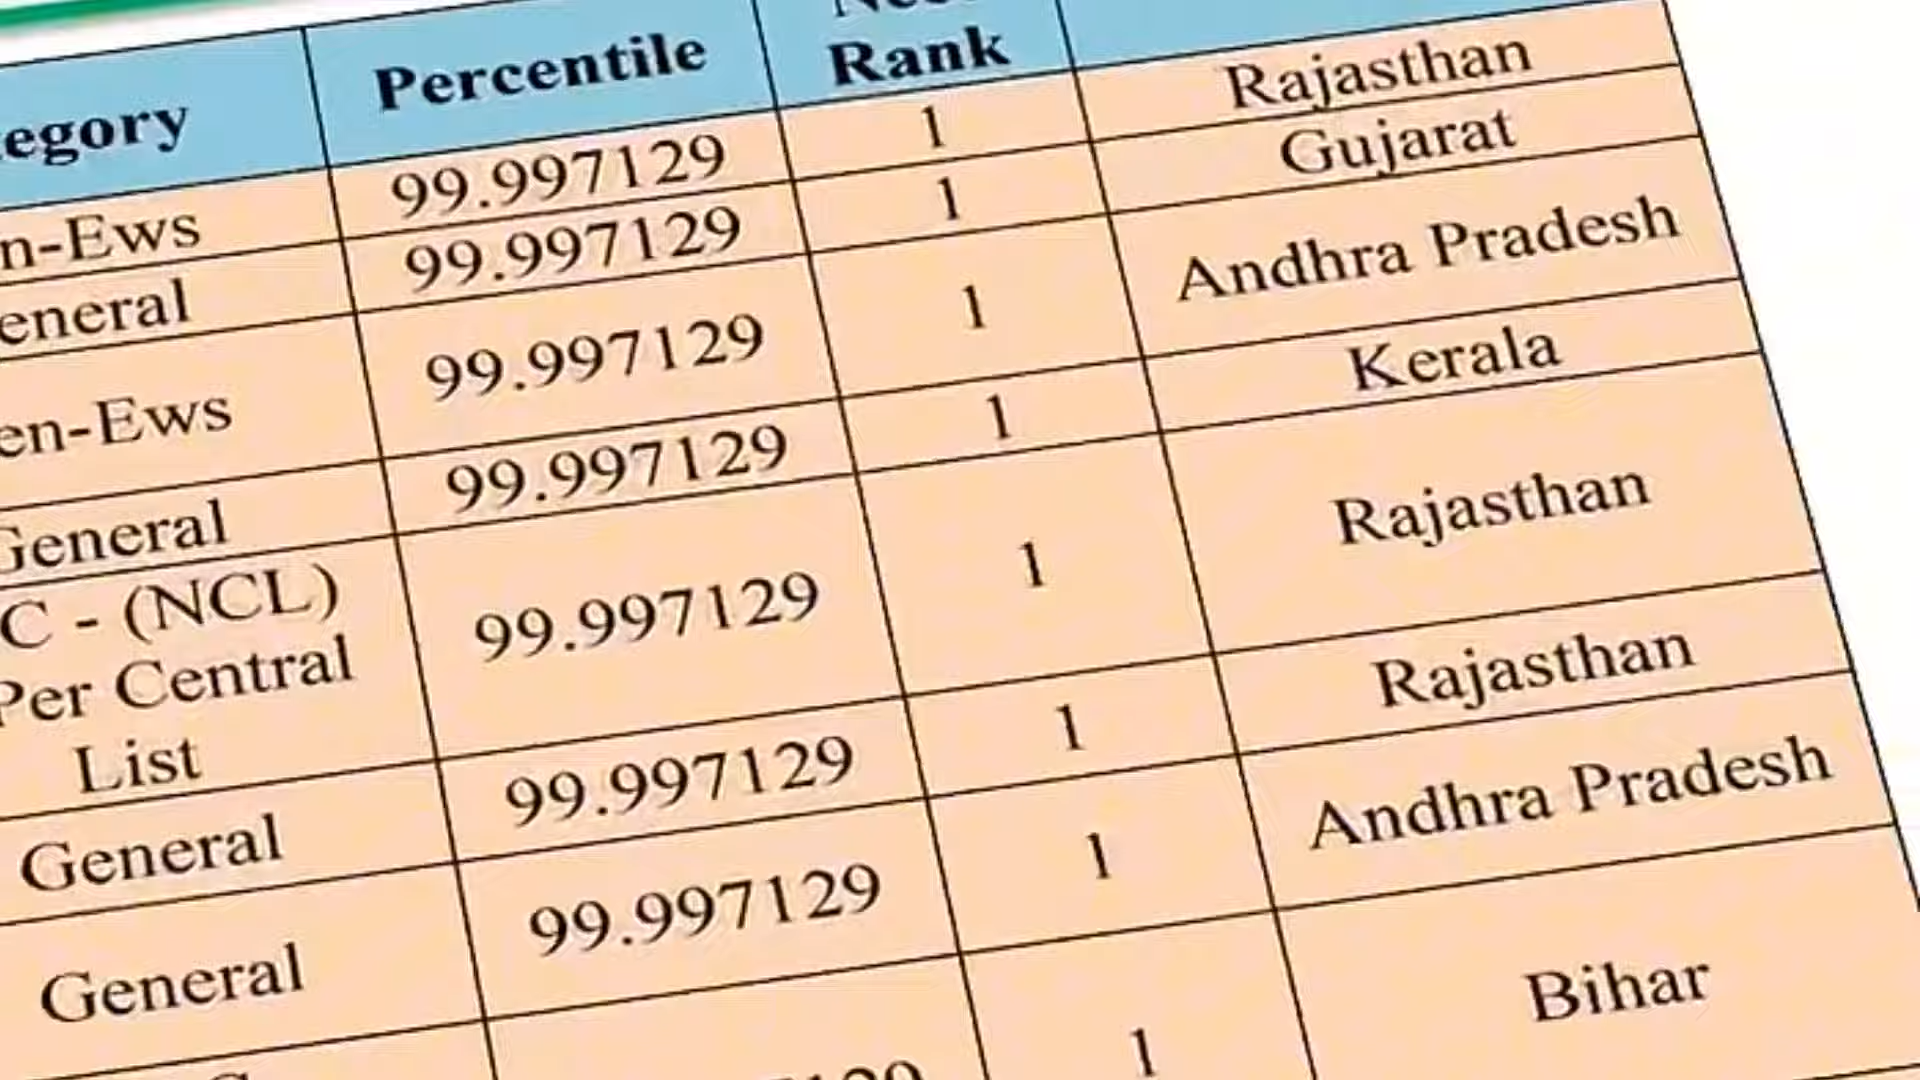 egory Percentile Rank
n-Ews 99.997129 1 Rajasthan
eneral 99.997129 1 Gujarat
en-Ews 99.997129 1 Andhra Pradesh
General 99.997129 1 Kerala
C - (NCL)
Per Central
List
99.997129 1 Rajasthan
General 99.997129 1 Rajasthan
General 99.997129 1 Andhra Pradesh
1 Bihar